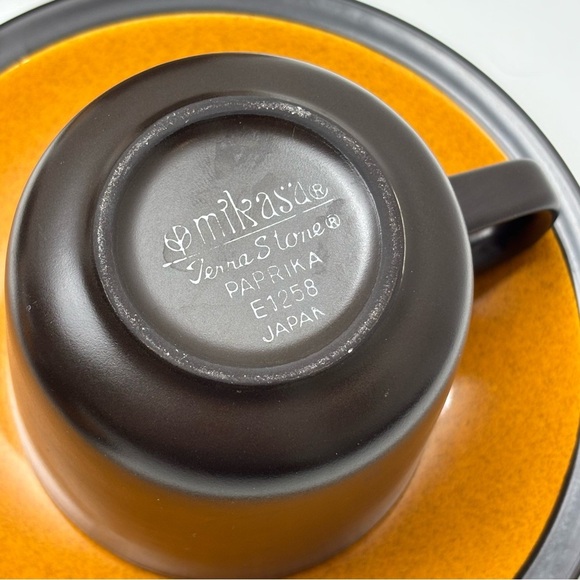 mikasa®
Terra Stone®
PAPRIKA
E1258
JAPAN